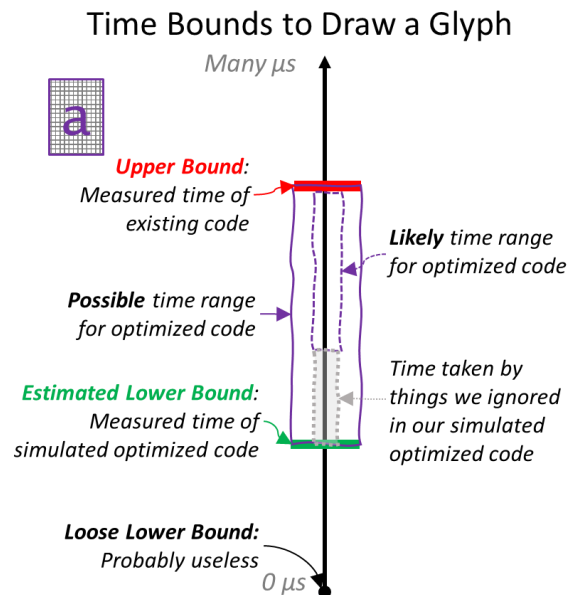 Time Bounds to Draw a Glyph
Many µs
a
Upper Bound:
Measured time of
existing code
Likely time range
for optimized code
Possible time range
for optimized code
Estimated Lower Bound:
Measured time of
simulated optimized code
Time taken by
things we ignored
in our simulated
optimized code
Loose Lower Bound:
Probably useless
0 µs